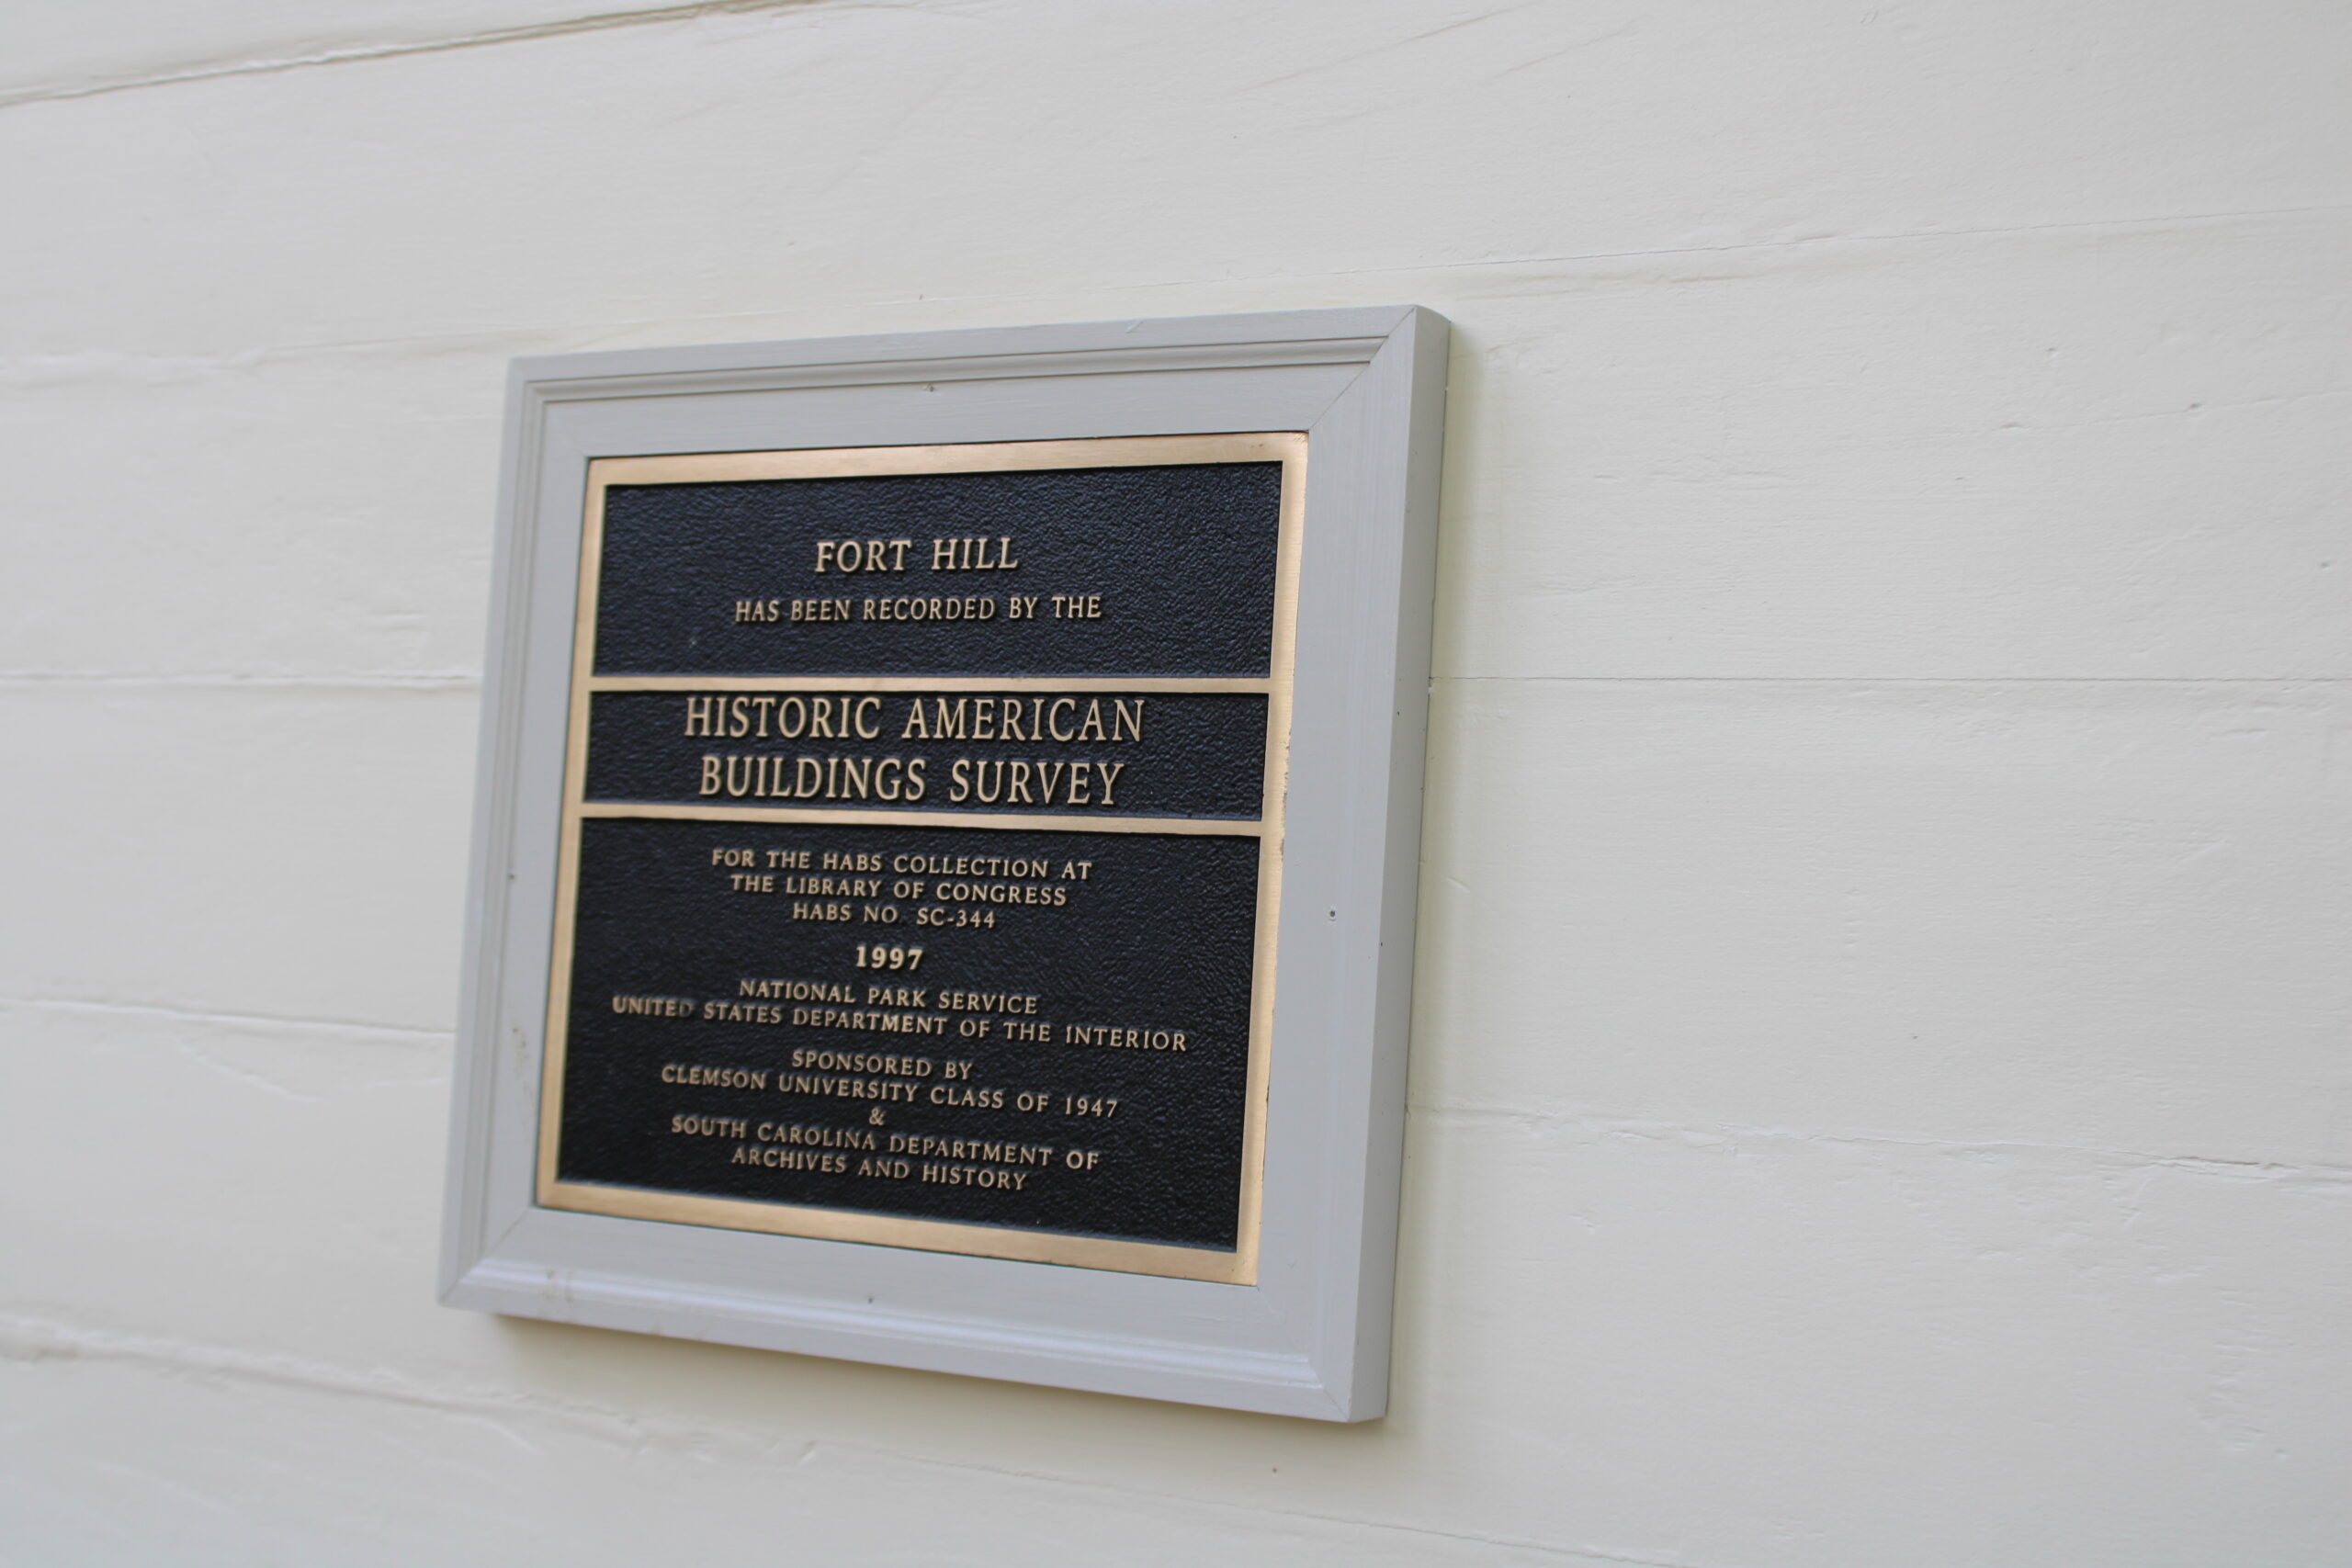 FORT HILL
HAS BEEN RECORDED BY THE
HISTORIC AMERICAN
BUILDINGS SURVEY
FOR THE HABS COLLECTION AT
THE LIBRARY OF CONGRESS
HABS NO. SC-344
1997
NATIONAL PARK SERVICE
UNITED STATES DEPARTMENT OF THE INTERIOR
SPONSORED BY
CLEMSON UNIVERSITY CLASS OF 1947
&
SOUTH CAROLINA DEPARTMENT OF
ARCHIVES AND HISTORY